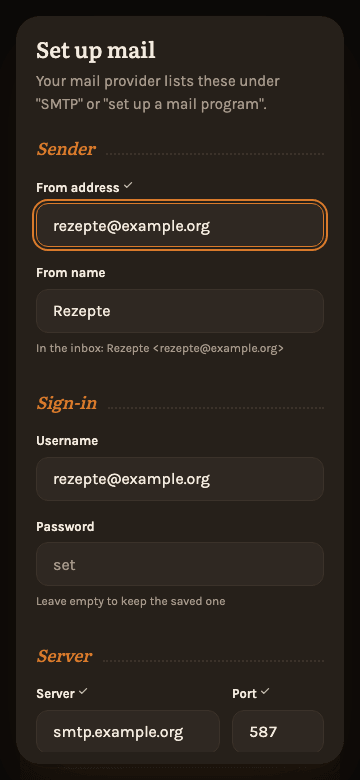 Set up mail
Your mail provider lists these under
"SMTP" or "set up a mail program".
Sender
From address ✓
rezepte@example.org
From name
Rezepte
In the inbox: Rezepte <rezepte@example.org>
Sign-in
Username
rezepte@example.org
Password
set
Leave empty to keep the saved one
Server
Server ✓ Port ✓
smtp.example.org 587